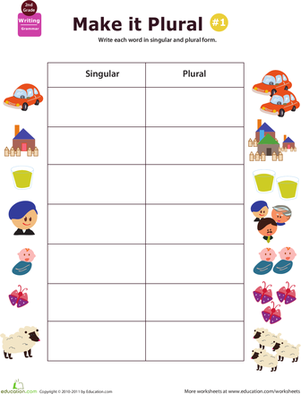 2nd Grade
Writing
Grammar
Make it Plural #1
Write each word in singular and plural form.
Singular Plural
education.com Copyright © 2010-2011 by Education.com More worksheets at www.education.com/worksheets